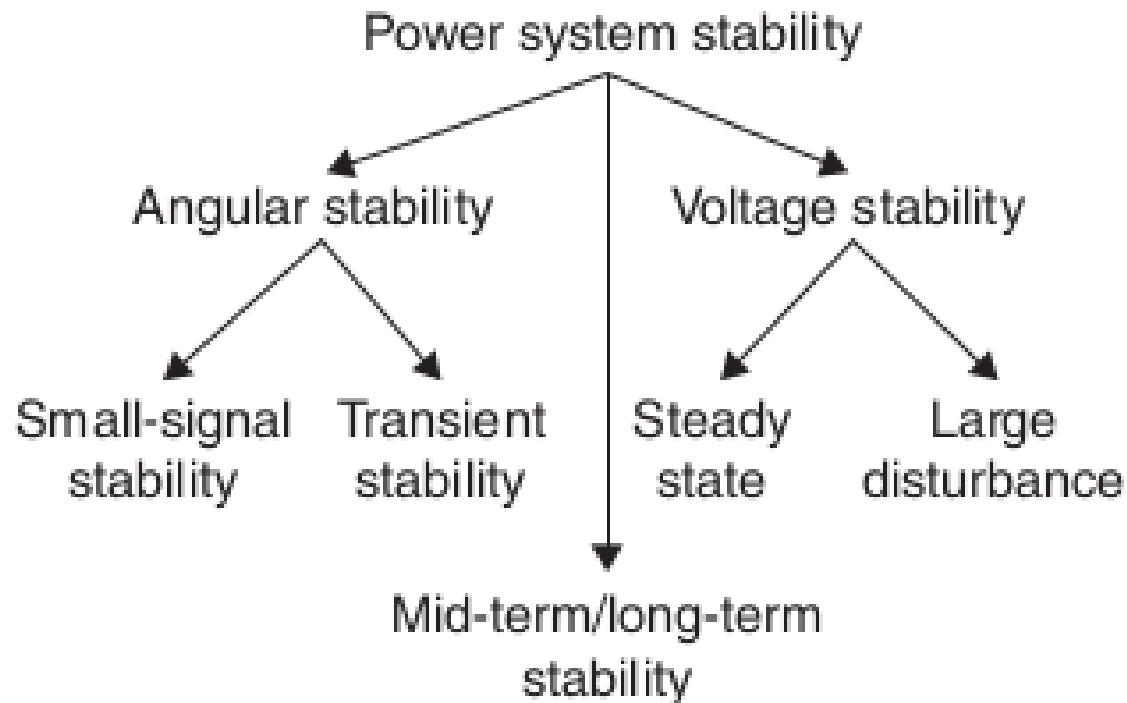 Power system stability
Angular stability
Voltage stability
Small-signal
stability
Transient
stability
Steady
state
Large
disturbance
Mid-term/long-term
stability